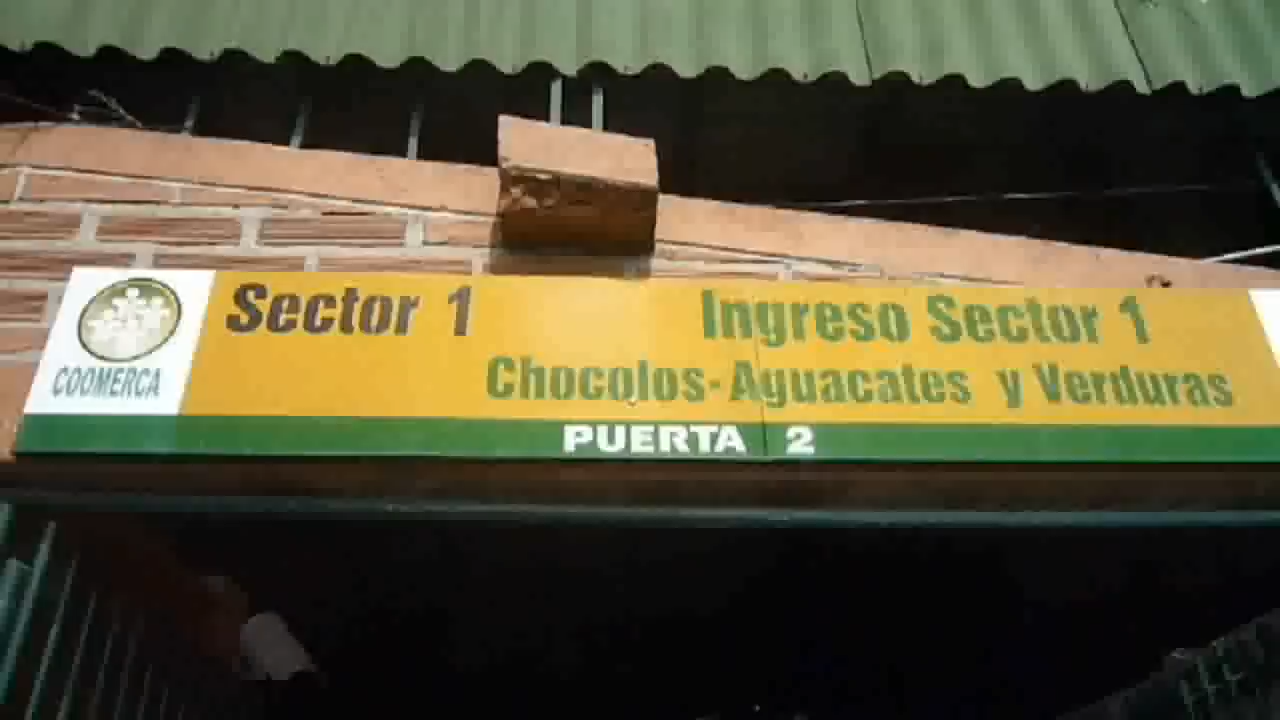 COOMERCA
Sector 1
Ingreso Sector 1
Chocolos-Aguacates y Verduras
PUERTA 2